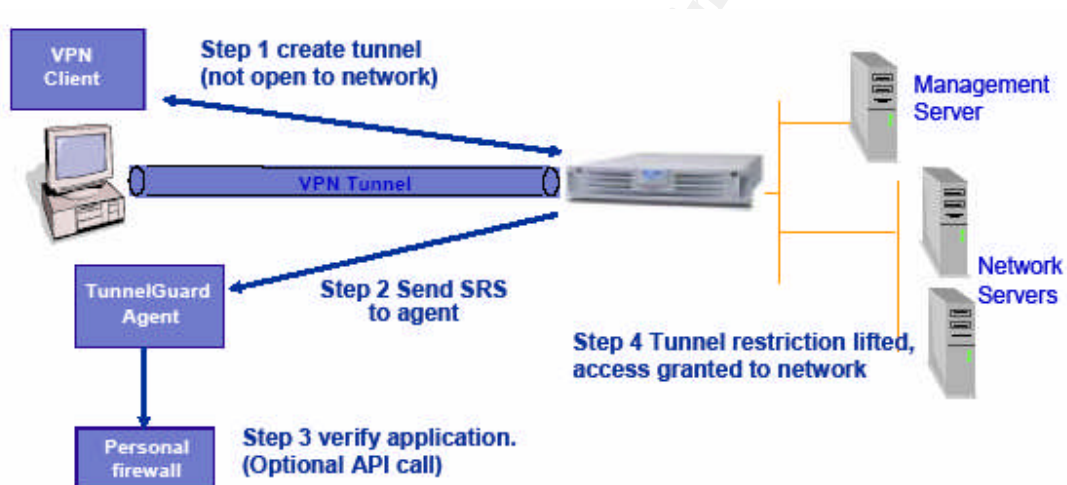 VPN
Client
Step 1 create tunnel
(not open to network)
Management
Server
VPN Tunnel
TunnelGuard
Agent
Step 2 Send SRS
to agent
Network
Servers
Step 4 Tunnel restriction lifted,
access granted to network
Personal
firewall
Step 3 verify application.
(Optional API call)